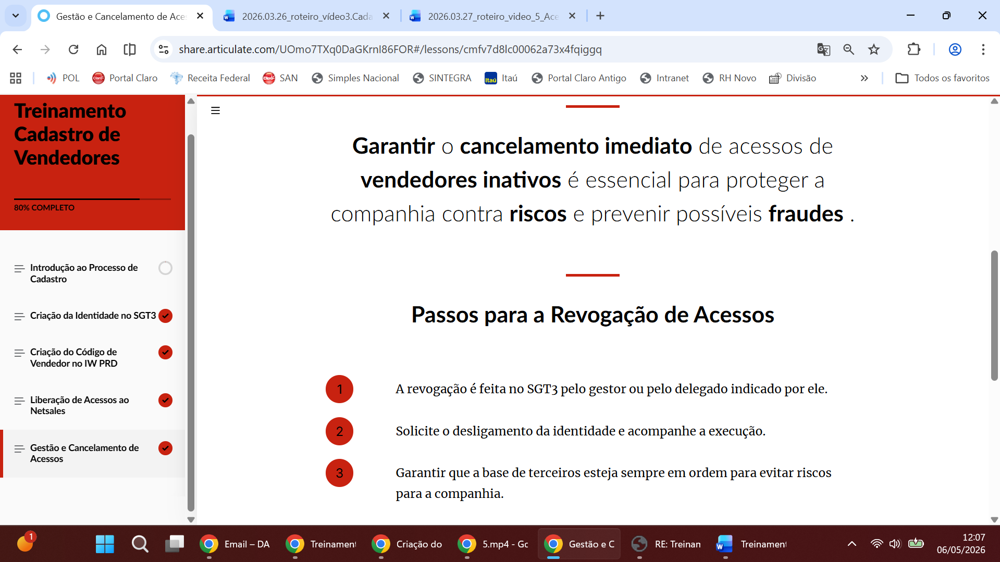 Gestão e Cancelamento de Aces
2026.03.26_roteiro_vídeo3.Cada
2026.03.27_roteiro_video_5_Ace
share.articulate.com/UOmo7TXq0DaGKrnI86FOR#/lessons/cmfv7d8lc00062a73x4fqiggq
POL
Portal Claro
Receita Federal
SAN
Simples Nacional
SINTEGRA
Itaú
Portal Claro Antigo
Intranet
RH Novo
Divisão
Todos os favoritos
Treinamento
Cadastro de
Vendedores
80% COMPLETO
Introdução ao Processo de
Cadastro
Criação da Identidade no SGT3
Criação do Código de
Vendedor no IW PRD
Liberação de Acessos ao
Netsales
Gestão e Cancelamento de
Acessos
Garantir o cancelamento imediato de acessos de
vendedores inativos é essencial para proteger a
companhia contra riscos e prevenir possíveis fraudes .
Passos para a Revogação de Acessos
1 A revogação é feita no SGT3 pelo gestor ou pelo delegado indicado por ele.
2 Solicite o desligamento da identidade e acompanhe a execução.
3 Garantir que a base de terceiros esteja sempre em ordem para evitar riscos
para a companhia.
1
Email – DA
Treinament
Criação do
5.mp4 - Go
Gestão e C
RE: Treinan
Treinament
12:07
06/05/2026